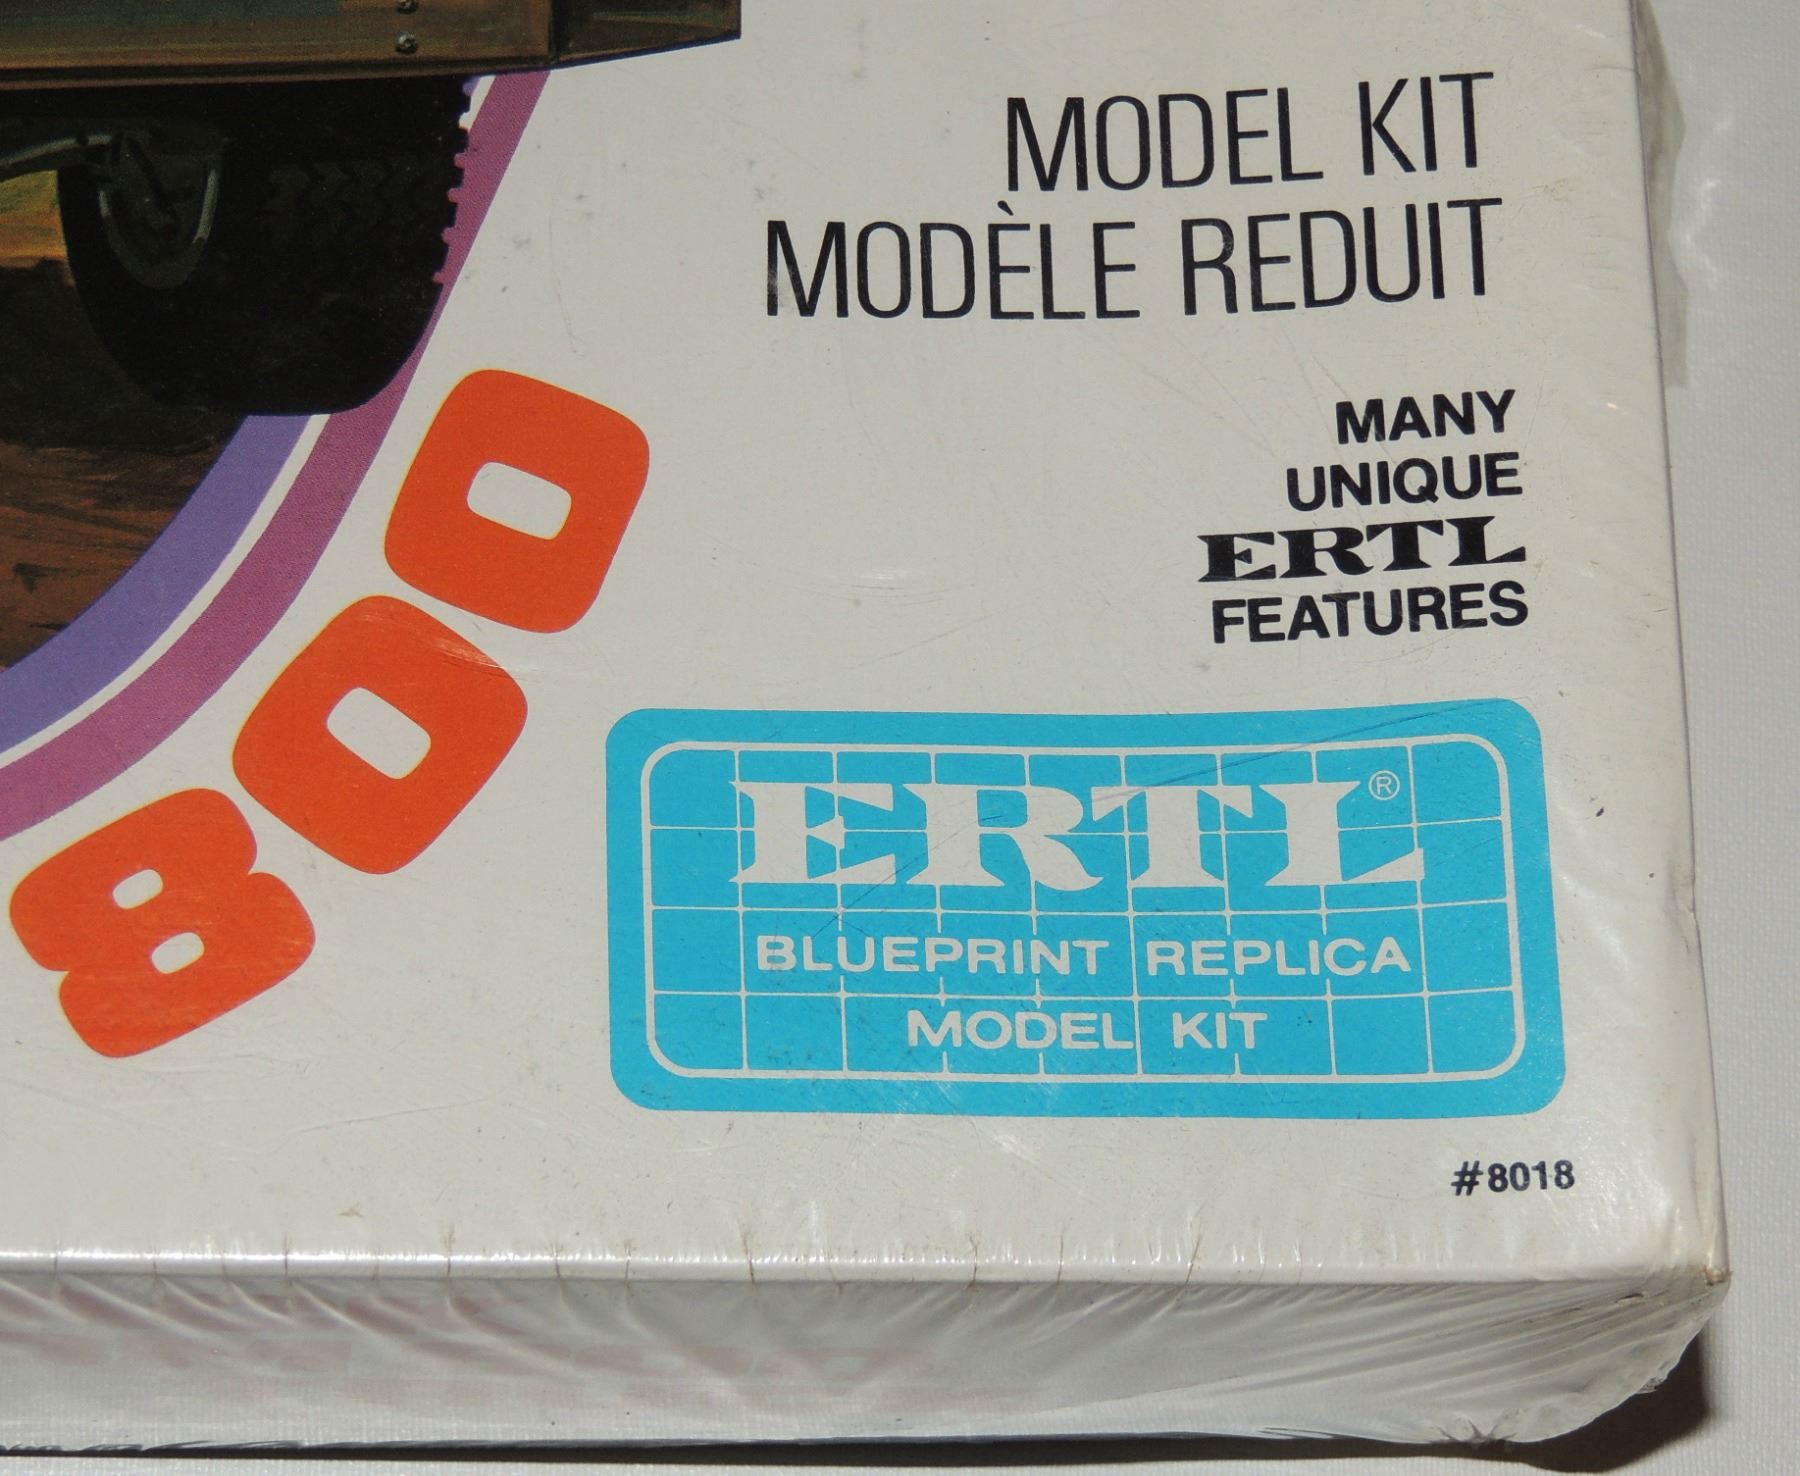 MODEL KIT
MODÈLE REDUIT
MANY
UNIQUE
ERTL
FEATURES
800
ERTL®
BLUEPRINT REPLICA
MODEL KIT
#8018